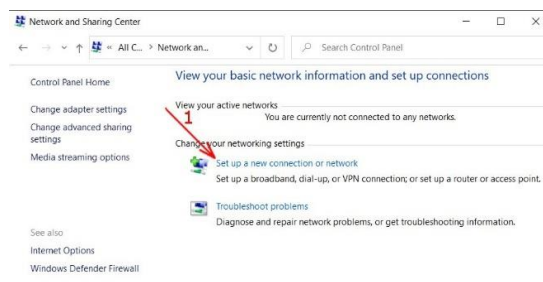 Network and Sharing Center
« All C... > Network an...
Search Control Panel
Control Panel Home
Change adapter settings
Change advanced sharing
settings
Media streaming options
See also
Internet Options
Windows Defender Firewall
View your basic network information and set up connections
View your active networks
You are currently not connected to any networks.
1
Change your networking settings
Set up a new connection or network
Set up a broadband, dial-up, or VPN connection; or set up a router or access point.
Troubleshoot problems
Diagnose and repair network problems, or get troubleshooting information.